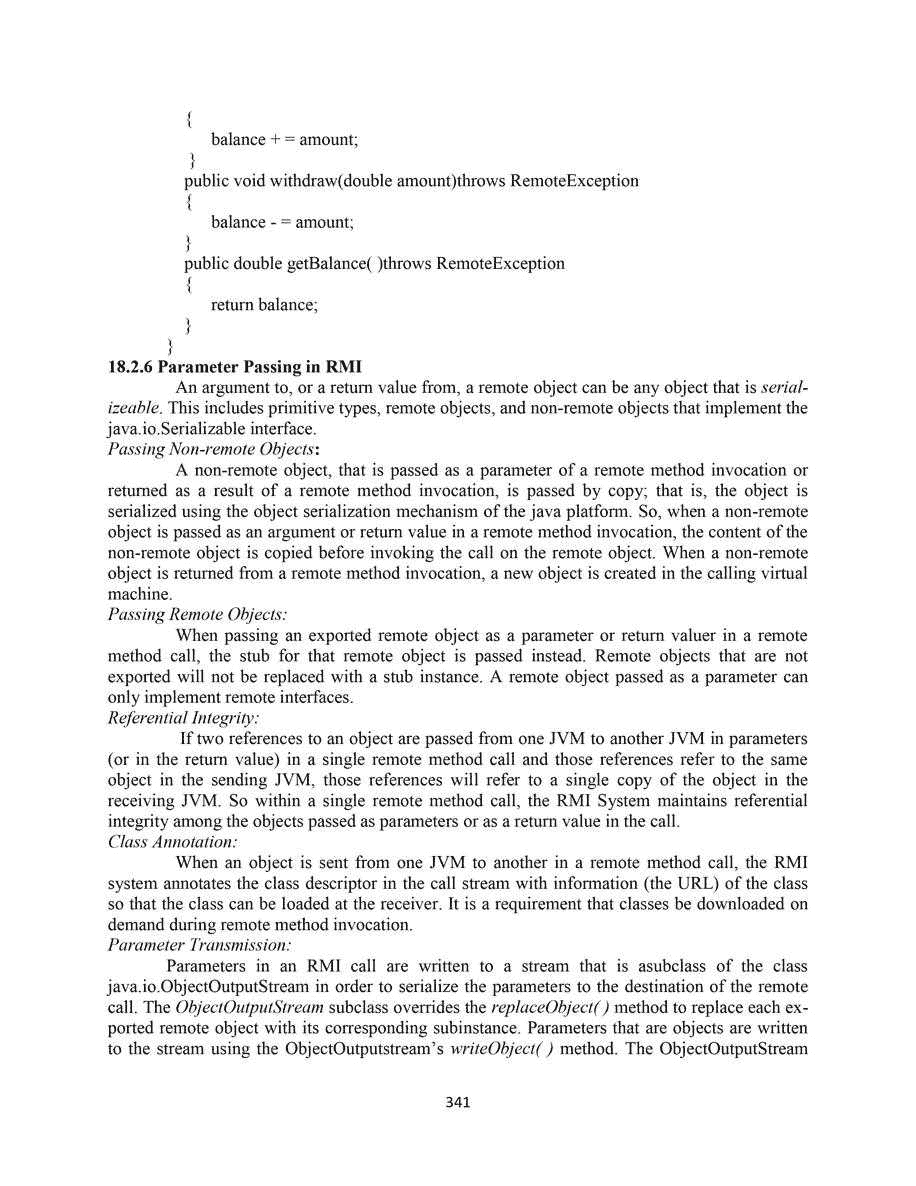 {
balance + = amount;
}
public void withdraw(double amount)throws RemoteException
{
balance - = amount;
}
public double getBalance( )throws RemoteException
{
return balance;
}
}
18.2.6 Parameter Passing in RMI
An argument to, or a return value from, a remote object can be any object that is serial-
izeable. This includes primitive types, remote objects, and non-remote objects that implement the
java.io.Serializable interface.
Passing Non-remote Objects:
A non-remote object, that is passed as a parameter of a remote method invocation or
returned as a result of a remote method invocation, is passed by copy; that is, the object is
serialized using the object serialization mechanism of the java platform. So, when a non-remote
object is passed as an argument or return value in a remote method invocation, the content of the
non-remote object is copied before invoking the call on the remote object. When a non-remote
object is returned from a remote method invocation, a new object is created in the calling virtual
machine.
Passing Remote Objects:
When passing an exported remote object as a parameter or return valuer in a remote
method call, the stub for that remote object is passed instead. Remote objects that are not
exported will not be replaced with a stub instance. A remote object passed as a parameter can
only implement remote interfaces.
Referential Integrity:
If two references to an object are passed from one JVM to another JVM in parameters
(or in the return value) in a single remote method call and those references refer to the same
object in the sending JVM, those references will refer to a single copy of the object in the
receiving JVM. So within a single remote method call, the RMI System maintains referential
integrity among the objects passed as parameters or as a return value in the call.
Class Annotation:
When an object is sent from one JVM to another in a remote method call, the RMI
system annotates the class descriptor in the call stream with information (the URL) of the class
so that the class can be loaded at the receiver. It is a requirement that classes be downloaded on
demand during remote method invocation.
Parameter Transmission:
Parameters in an RMI call are written to a stream that is asubclass of the class
java.io.ObjectOutputStream in order to serialize the parameters to the destination of the remote
call. The ObjectOutputStream subclass overrides the replaceObject( ) method to replace each ex-
ported remote object with its corresponding subinstance. Parameters that are objects are written
to the stream using the ObjectOutputstream’s writeObject( ) method. The ObjectOutputStream
341